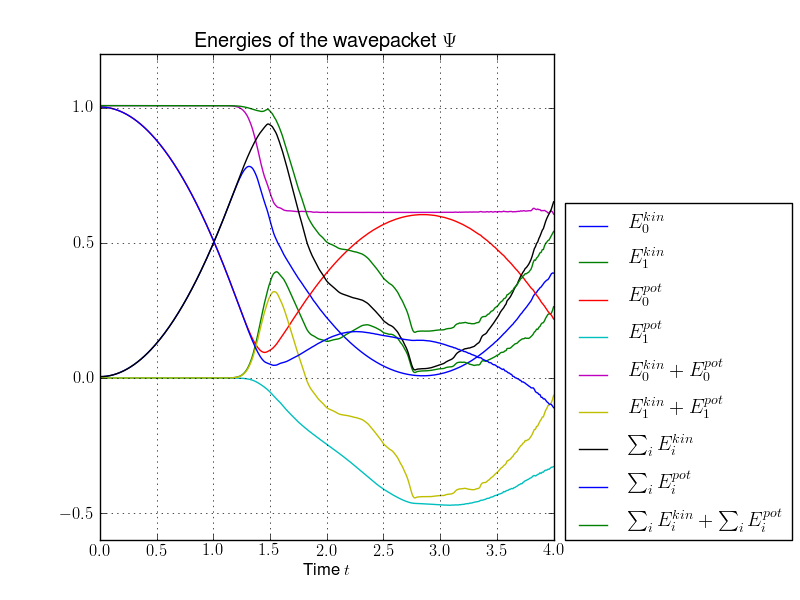 Energies of the wavepacket Ψ
1.0
0.5
0.0
−0.5
0.0 0.5 1.0 1.5 2.0 2.5 3.0 3.5 4.0
Time t
E_0^{kin}
E_1^{kin}
E_0^{pot}
E_1^{pot}
E_0^{kin} + E_0^{pot}
E_1^{kin} + E_1^{pot}
∑_i E_i^{kin}
∑_i E_i^{pot}
∑_i E_i^{kin} + ∑_i E_i^{pot}